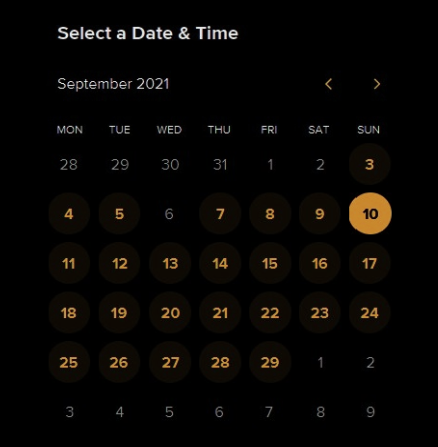 Select a Date & Time
September 2021
MON TUE WED THU FRI SAT SUN
28 29 30 31 1 2 3
4 5 6 7 8 9 10
11 12 13 14 15 16 17
18 19 20 21 22 23 24
25 26 27 28 29 1 2
3 4 5 6 7 8 9